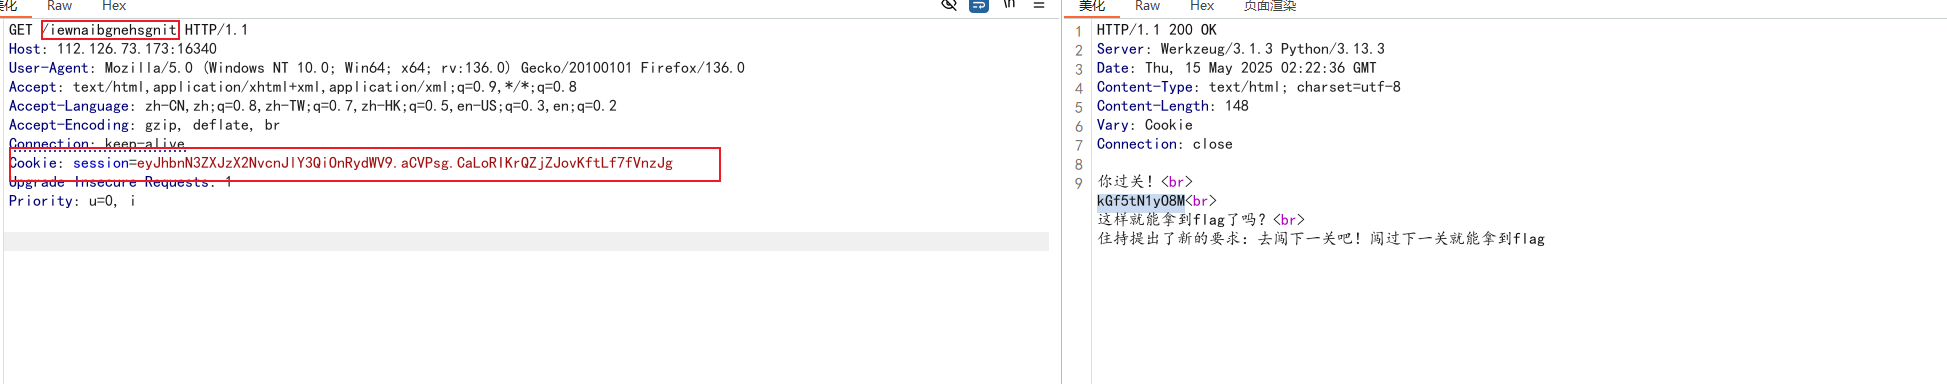 美化 Raw Hex \n
GET /iewnaibgnehsgnit HTTP/1.1
Host: 112.126.73.173:16340
User-Agent: Mozilla/5.0 (Windows NT 10.0; Win64; x64; rv:136.0) Gecko/20100101 Firefox/136.0
Accept: text/html,application/xhtml+xml,application/xml;q=0.9,*/*;q=0.8
Accept-Language: zh-CN,zh;q=0.8,zh-TW;q=0.7,zh-HK;q=0.5,en-US;q=0.3,en;q=0.2
Accept-Encoding: gzip, deflate, br
Connection: keep-alive
Cookie: session=eyJhbnN3ZXJzX2NvcnJlY3QiOnRydWV9.aCVPsg.CaLoRlKrQZjZJovKftLf7fVnzJg
Upgrade-Insecure-Requests: 1
Priority: u=0, i
美化 Raw Hex 页面渲染
1 HTTP/1.1 200 OK
2 Server: Werkzeug/3.1.3 Python/3.13.3
3 Date: Thu, 15 May 2025 02:22:36 GMT
4 Content-Type: text/html; charset=utf-8
5 Content-Length: 148
6 Vary: Cookie
7 Connection: close
8
9 你过关！<br>
kGf5tN1yO8M<br>
这样就能拿到flag了吗？<br>
住持提出了新的要求：去闯下一关吧！闯过下一关就能拿到flag